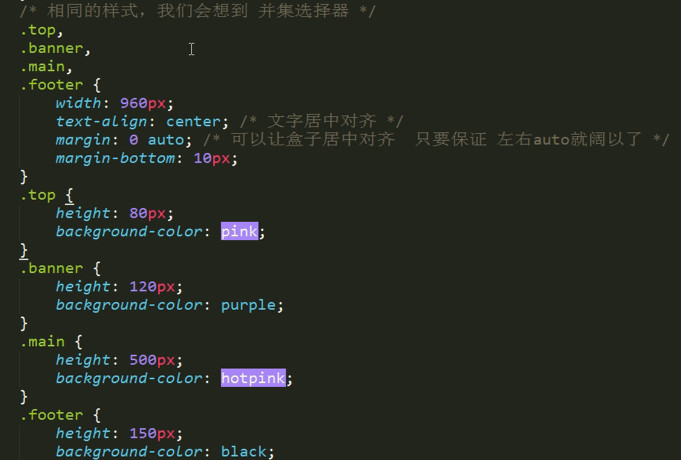 /* 相同的样式，我们会想到 并集选择器 */
.top,
.banner,
.main,
.footer {
    width: 960px;
    text-align: center; /* 文字居中对齐 */
    margin: 0 auto; /* 可以让盒子居中对齐  只要保证 左右auto就阔以了 */
    margin-bottom: 10px;
}
.top {
    height: 80px;
    background-color: pink;
}
.banner {
    height: 120px;
    background-color: purple;
}
.main {
    height: 500px;
    background-color: hotpink;
}
.footer {
    height: 150px;
    background-color: black;